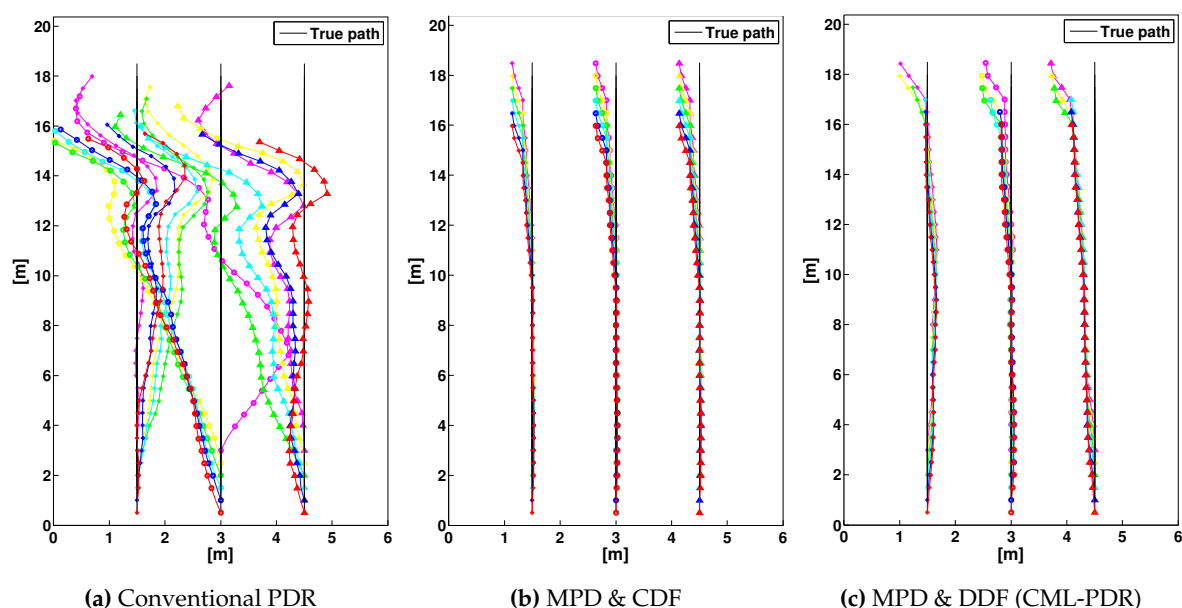 20
18
16
14
12
10
8
6
4
2
0
[m]
0 1 2 3 4 5 6
[m]
True path
(a) Conventional PDR
20
18
16
14
12
10
8
6
4
2
0
[m]
0 1 2 3 4 5 6
[m]
True path
(b) MPD & CDF
20
18
16
14
12
10
8
6
4
2
0
[m]
0 1 2 3 4 5 6
[m]
True path
(c) MPD & DDF (CML-PDR)